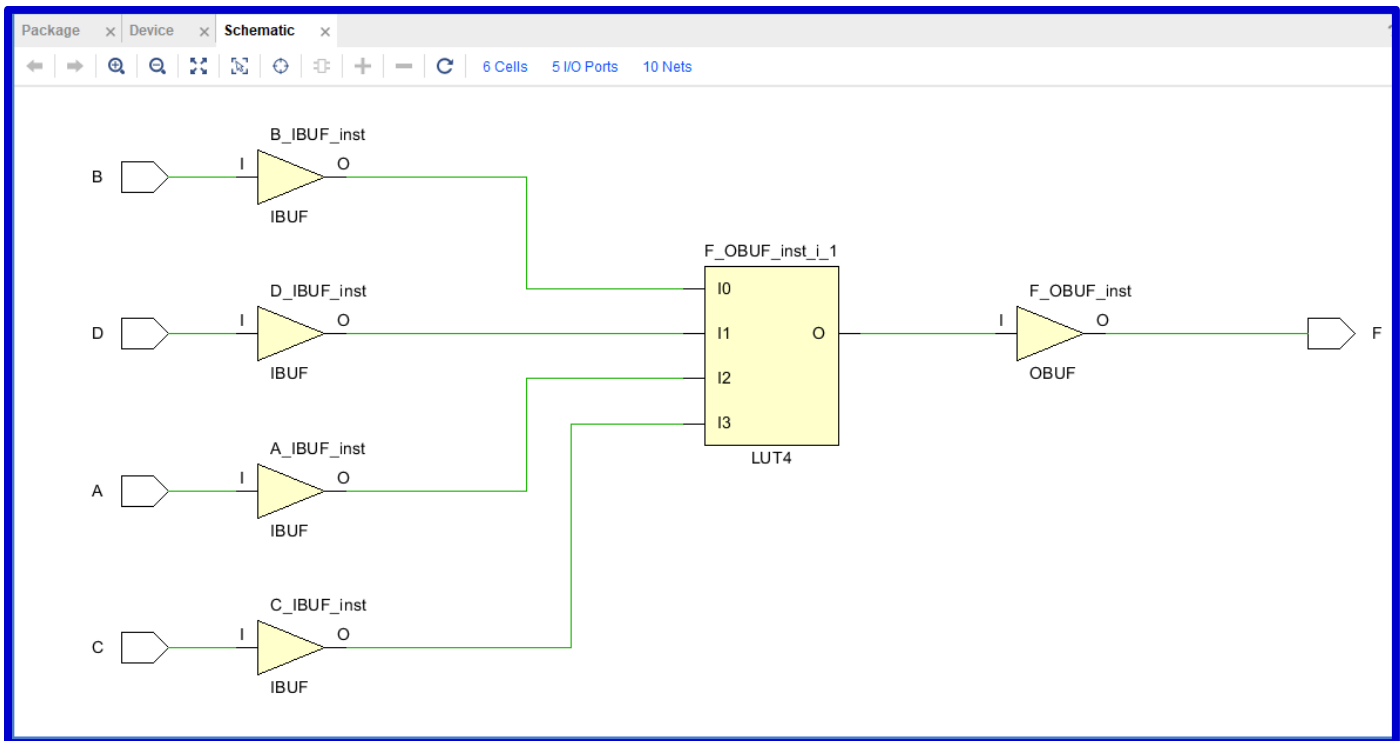 Package × Device × Schematic ×
6 Cells 5 I/O Ports 10 Nets
B_IBUF_inst
B I O
IBUF
F_OBUF_inst_i_1
I0
D_IBUF_inst
F_OBUF_inst
D I O
I1 O
I O F
IBUF
OBUF
I2
I3
LUT4
A_IBUF_inst
A I O
IBUF
C_IBUF_inst
C I O
IBUF